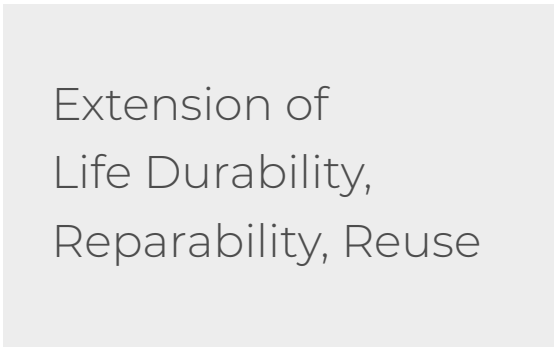 Extension of
Life Durability,
Reparability, Reuse